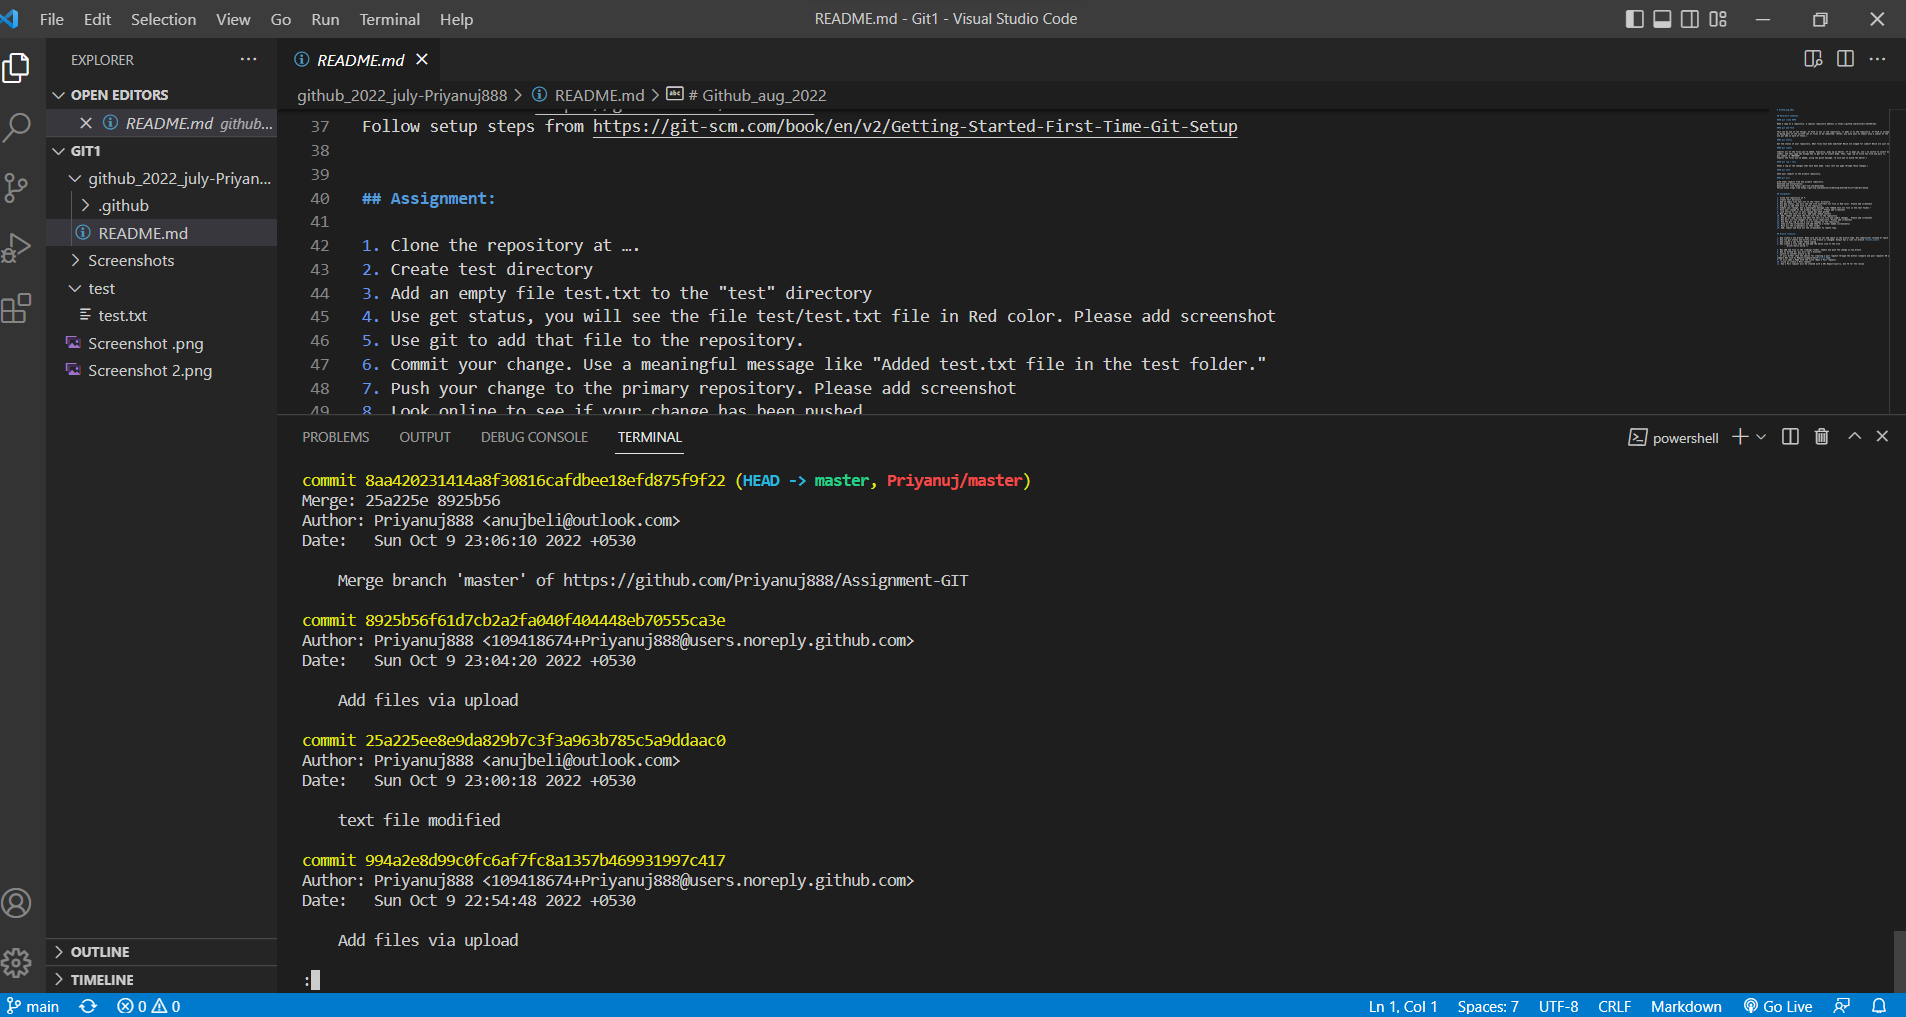 File Edit Selection View Go Run Terminal Help
README.md - Git1 - Visual Studio Code
EXPLORER
OPEN EDITORS
README.md github...
GIT1
github_2022_july-Priyan...
.github
README.md
Screenshots
test
test.txt
Screenshot .png
Screenshot 2.png
OUTLINE
TIMELINE
README.md
github_2022_july-Priyanuj888 > README.md > # Github_aug_2022
37 Follow setup steps from https://git-scm.com/book/en/v2/Getting-Started-First-Time-Git-Setup
38
39
40 ## Assignment:
41
42 1. Clone the repository at ….
43 2. Create test directory
44 3. Add an empty file test.txt to the "test" directory
45 4. Use get status, you will see the file test/test.txt file in Red color. Please add screenshot
46 5. Use git to add that file to the repository.
47 6. Commit your change. Use a meaningful message like "Added test.txt file in the test folder."
48 7. Push your change to the primary repository. Please add screenshot
49 8. Look online to see if your change has been pushed
PROBLEMS OUTPUT DEBUG CONSOLE TERMINAL
powershell
commit 8aa420231414a8f30816cafdbee18efd875f9f22 (HEAD -> master, Priyanuj/master)
Merge: 25a225e 8925b56
Author: Priyanuj888 <anujbeli@outlook.com>
Date: Sun Oct 9 23:06:10 2022 +0530
Merge branch 'master' of https://github.com/Priyanuj888/Assignment-GIT
commit 8925b56f61d7cb2a2fa040f404448eb70555ca3e
Author: Priyanuj888 <109418674+Priyanuj888@users.noreply.github.com>
Date: Sun Oct 9 23:04:20 2022 +0530
Add files via upload
commit 25a225ee8e9da829b7c3f3a963b785c5a9ddaac0
Author: Priyanuj888 <anujbeli@outlook.com>
Date: Sun Oct 9 23:00:18 2022 +0530
text file modified
commit 994a2e8d99c0fc6af7fc8a1357b469931997c417
Author: Priyanuj888 <109418674+Priyanuj888@users.noreply.github.com>
Date: Sun Oct 9 22:54:48 2022 +0530
Add files via upload
:
main 0 0
Ln 1, Col 1 Spaces: 7 UTF-8 CRLF Markdown Go Live